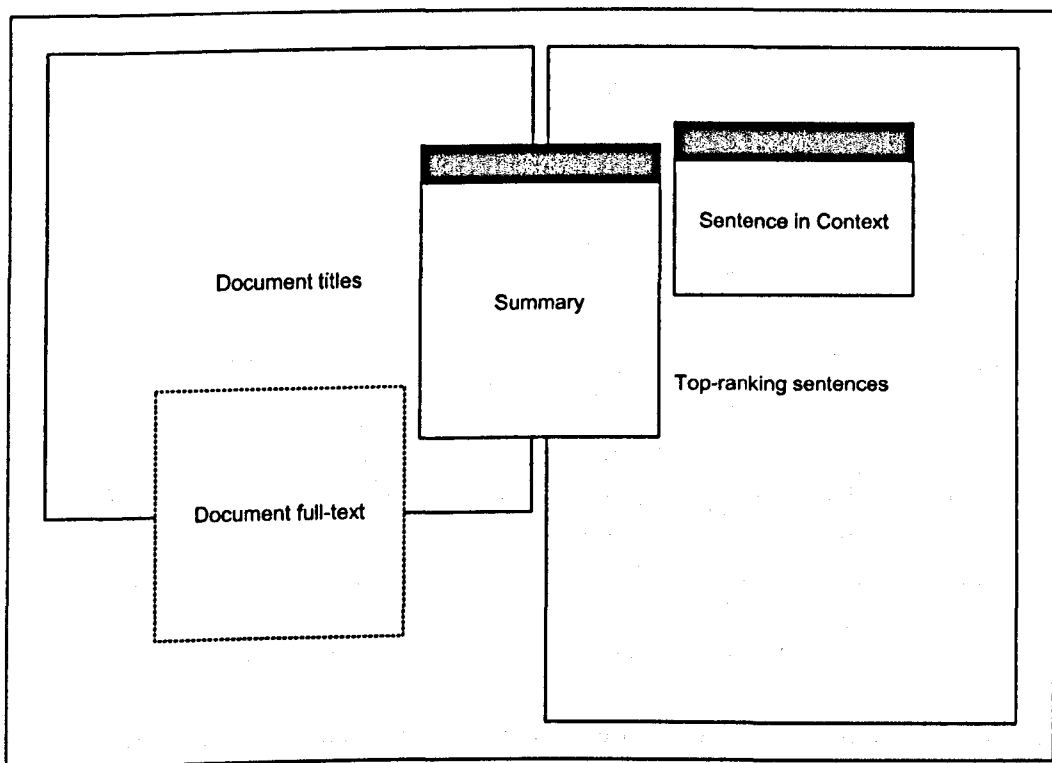 Sentence in Context
Document titles
Summary
Top-ranking sentences
Document full-text